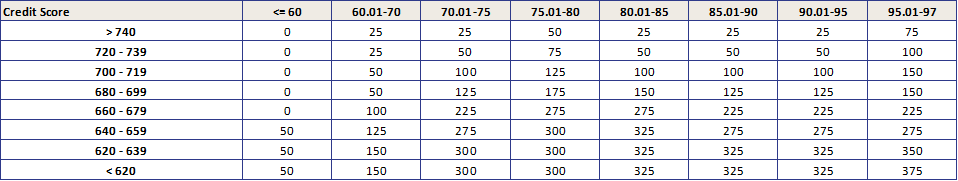 Credit Score <= 60 60.01-70 70.01-75 75.01-80 80.01-85 85.01-90 90.01-95 95.01-97
> 740 0 25 25 50 25 25 25 75
720 - 739 0 25 50 75 50 50 50 100
700 - 719 0 50 100 125 100 100 100 150
680 - 699 0 50 125 175 150 125 125 150
660 - 679 0 100 225 275 275 225 225 225
640 - 659 50 125 275 300 325 275 275 275
620 - 639 50 150 300 300 325 325 325 350
< 620 50 150 300 300 325 325 325 375